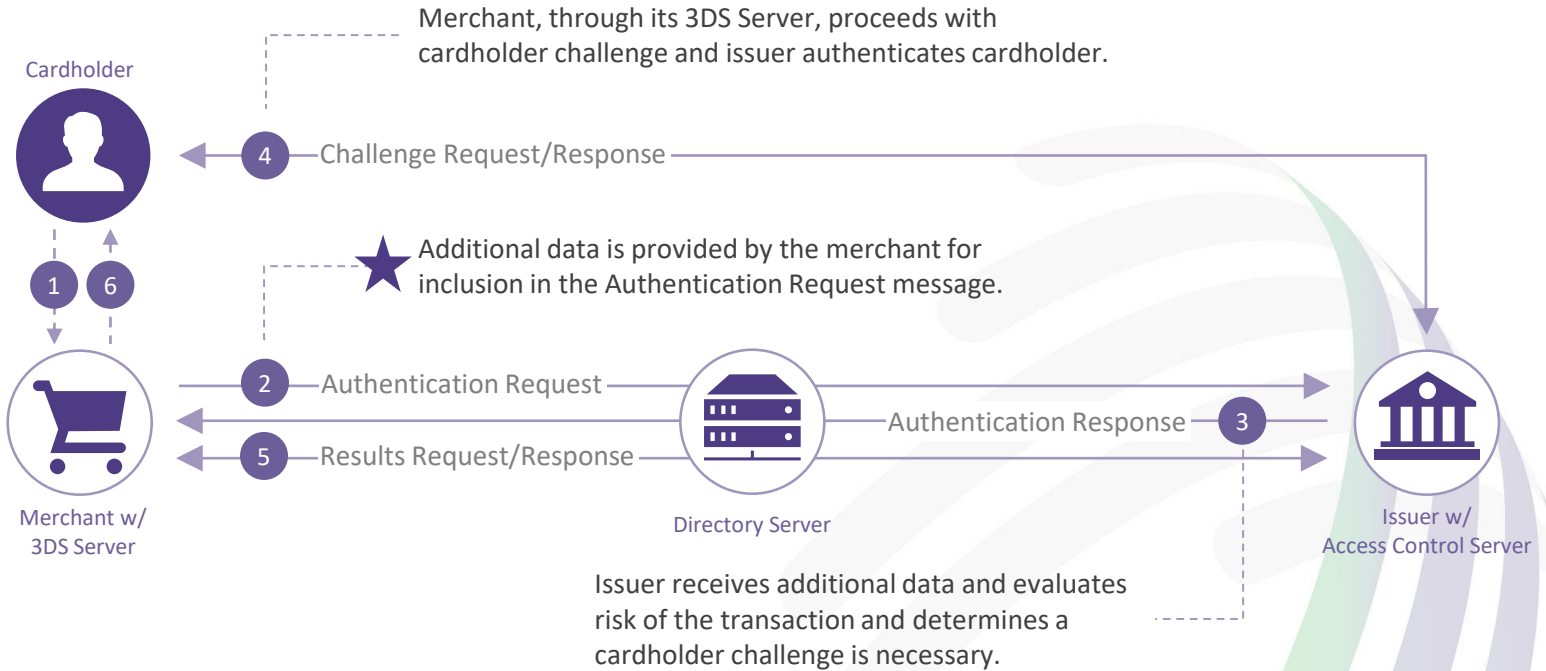 Merchant, through its 3DS Server, proceeds with
cardholder challenge and issuer authenticates cardholder.
Cardholder
4
Challenge Request/Response
Additional data is provided by the merchant for
inclusion in the Authentication Request message.
1
6
2
Authentication Request
Authentication Response
3
5
Results Request/Response
Merchant w/
3DS Server
Directory Server
Issuer w/
Access Control Server
Issuer receives additional data and evaluates
risk of the transaction and determines a
cardholder challenge is necessary.